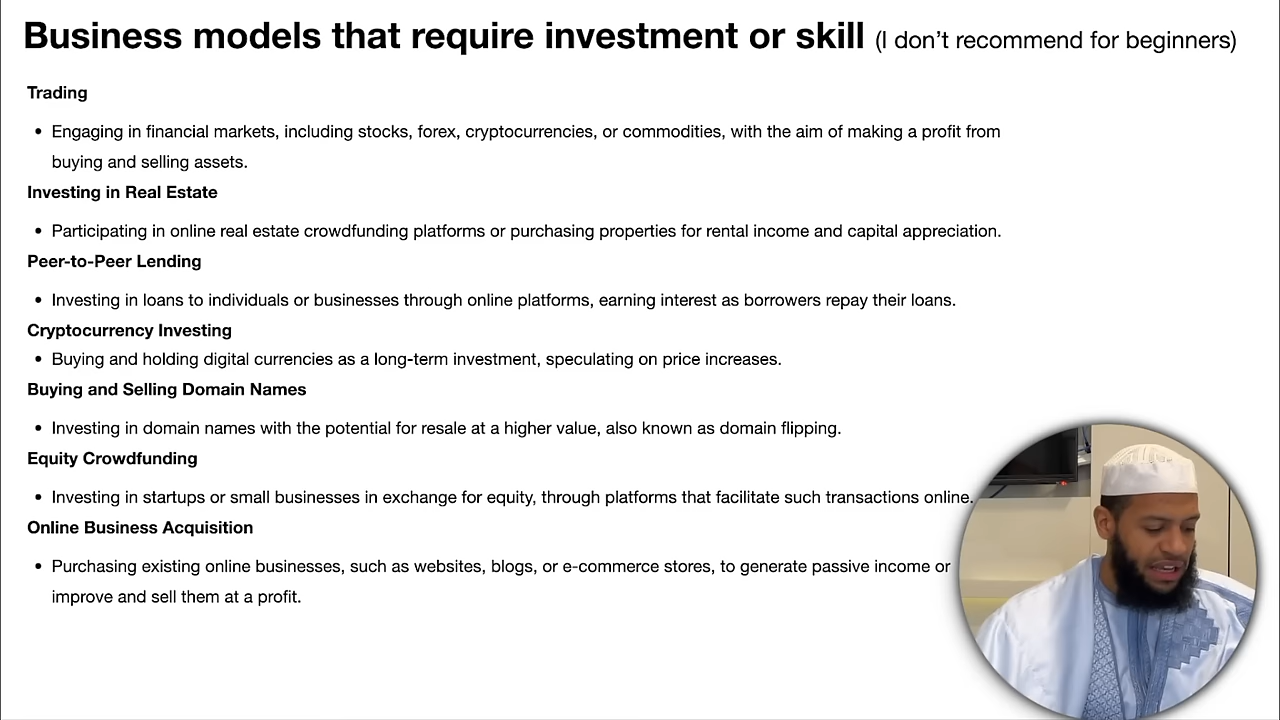 Business models that require investment or skill (I don’t recommend for beginners)
Trading
• Engaging in financial markets, including stocks, forex, cryptocurrencies, or commodities, with the aim of making a profit from
buying and selling assets.
Investing in Real Estate
• Participating in online real estate crowdfunding platforms or purchasing properties for rental income and capital appreciation.
Peer-to-Peer Lending
• Investing in loans to individuals or businesses through online platforms, earning interest as borrowers repay their loans.
Cryptocurrency Investing
• Buying and holding digital currencies as a long-term investment, speculating on price increases.
Buying and Selling Domain Names
• Investing in domain names with the potential for resale at a higher value, also known as domain flipping.
Equity Crowdfunding
• Investing in startups or small businesses in exchange for equity, through platforms that facilitate such transactions online.
Online Business Acquisition
• Purchasing existing online businesses, such as websites, blogs, or e-commerce stores, to generate passive income or
improve and sell them at a profit.